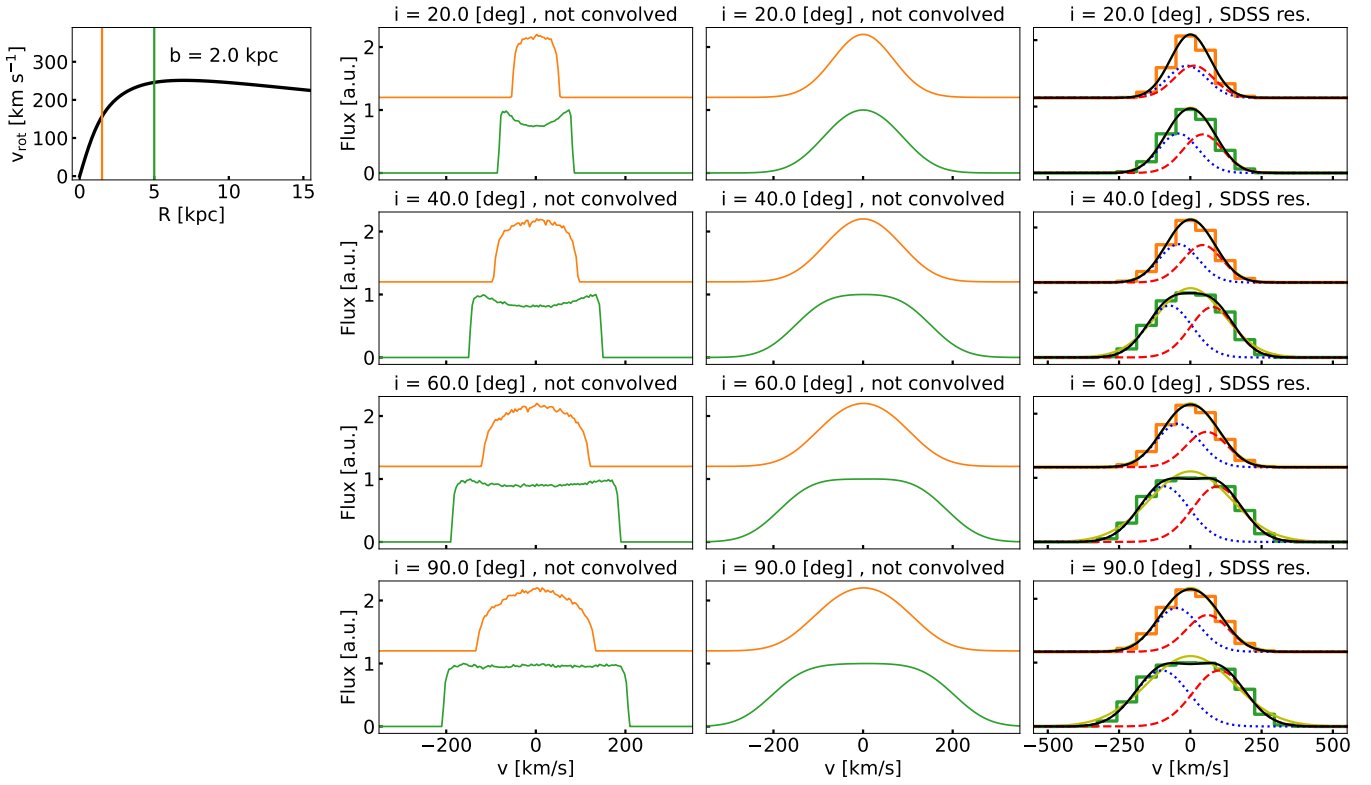 i = 20.0 [deg] , not convolved
i = 20.0 [deg] , not convolved
i = 20.0 [deg] , SDSS res.
b = 2.0 kpc
v_rot [km s⁻¹]
300
200
100
0
0 5 10 15
R [kpc]
Flux [a.u.]
2
1
0
i = 40.0 [deg] , not convolved
i = 40.0 [deg] , not convolved
i = 40.0 [deg] , SDSS res.
Flux [a.u.]
2
1
0
Flux [a.u.]
i = 60.0 [deg] , not convolved
i = 60.0 [deg] , not convolved
i = 60.0 [deg] , SDSS res.
Flux [a.u.]
2
1
0
Flux [a.u.]
i = 90.0 [deg] , not convolved
i = 90.0 [deg] , not convolved
i = 90.0 [deg] , SDSS res.
Flux [a.u.]
2
1
0
Flux [a.u.]
Flux [a.u.]
−200 0 200
−200 0 200
−500 −250 0 250 500
v [km/s]
v [km/s]
v [km/s]